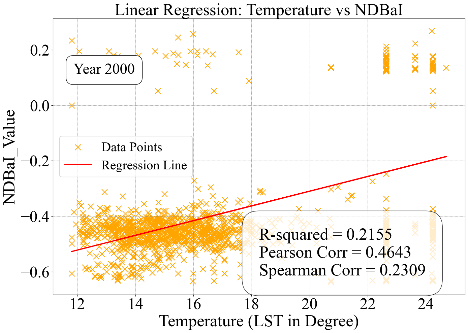 Linear Regression: Temperature vs NDBaI
0.2
Year 2000
0.0
NDBaI_Value
Data Points
−0.2
Regression Line
−0.4
R-squared = 0.2155
Pearson Corr = 0.4643
Spearman Corr = 0.2309
−0.6
12 14 16 18 20 22 24
Temperature (LST in Degree)